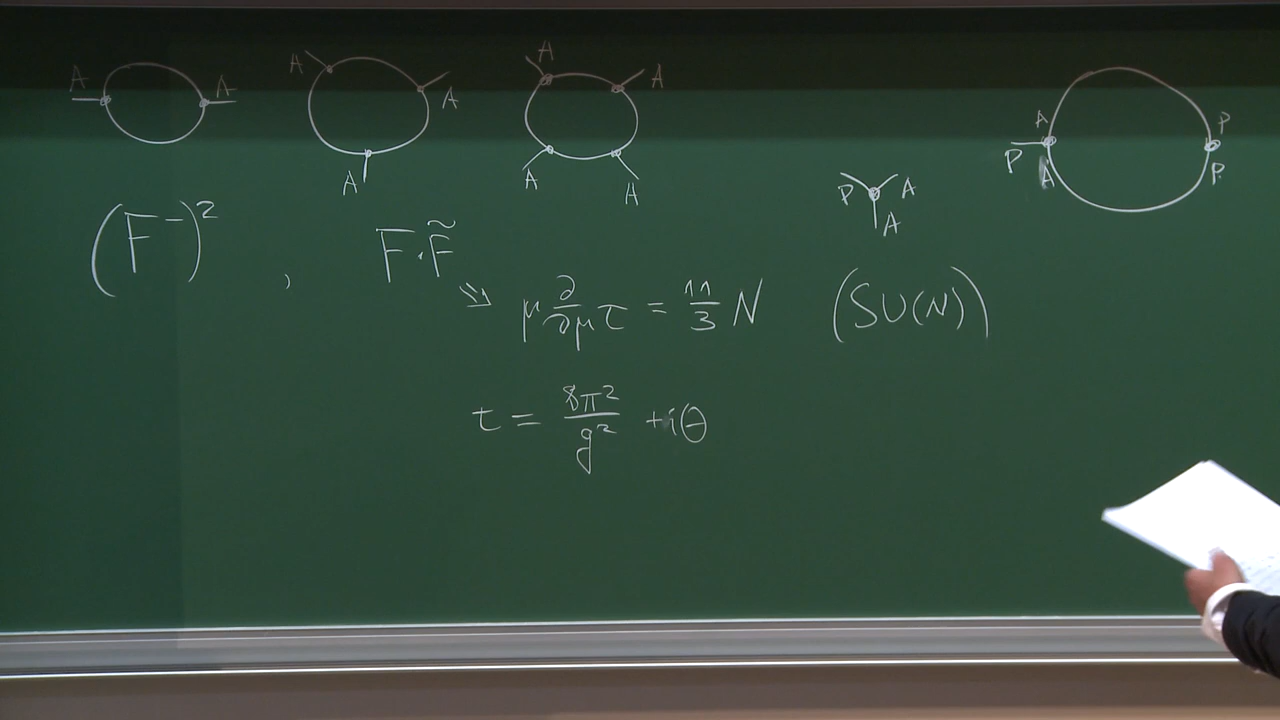 A A A A A A A A A
P A A P A A P P
(F⁻)² , F·F̃
⇒ μ ∂/∂μ τ = 11/3 N (SU(N))
τ = 8π²/g² + iθ